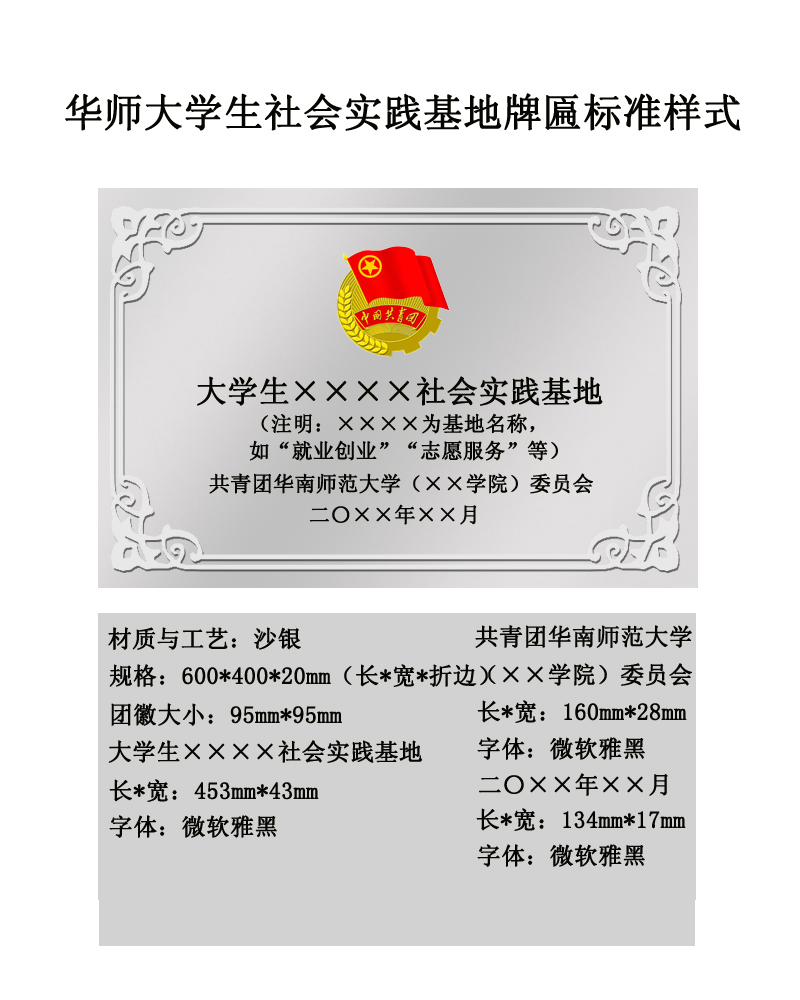 华师大学生社会实践基地牌匾标准样式
中国共青团
大学生××××社会实践基地
（注明：××××为基地名称，
如“就业创业”“志愿服务”等）
共青团华南师范大学（××学院）委员会
二〇××年××月
材质与工艺：沙银
规格：600*400*20mm（长*宽*折边）
团徽大小：95mm*95mm
大学生××××社会实践基地
长*宽：453mm*43mm
字体：微软雅黑
共青团华南师范大学
（××学院）委员会
长*宽：160mm*28mm
字体：微软雅黑
二〇××年××月
长*宽：134mm*17mm
字体：微软雅黑